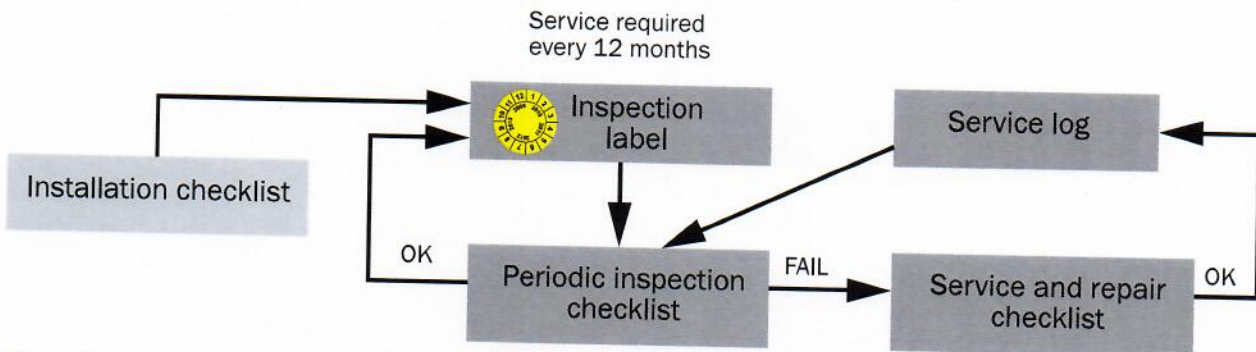 Service required
every 12 months
Inspection
label
Service log
Installation checklist
OK
Periodic inspection
checklist
FAIL
Service and repair
checklist
OK